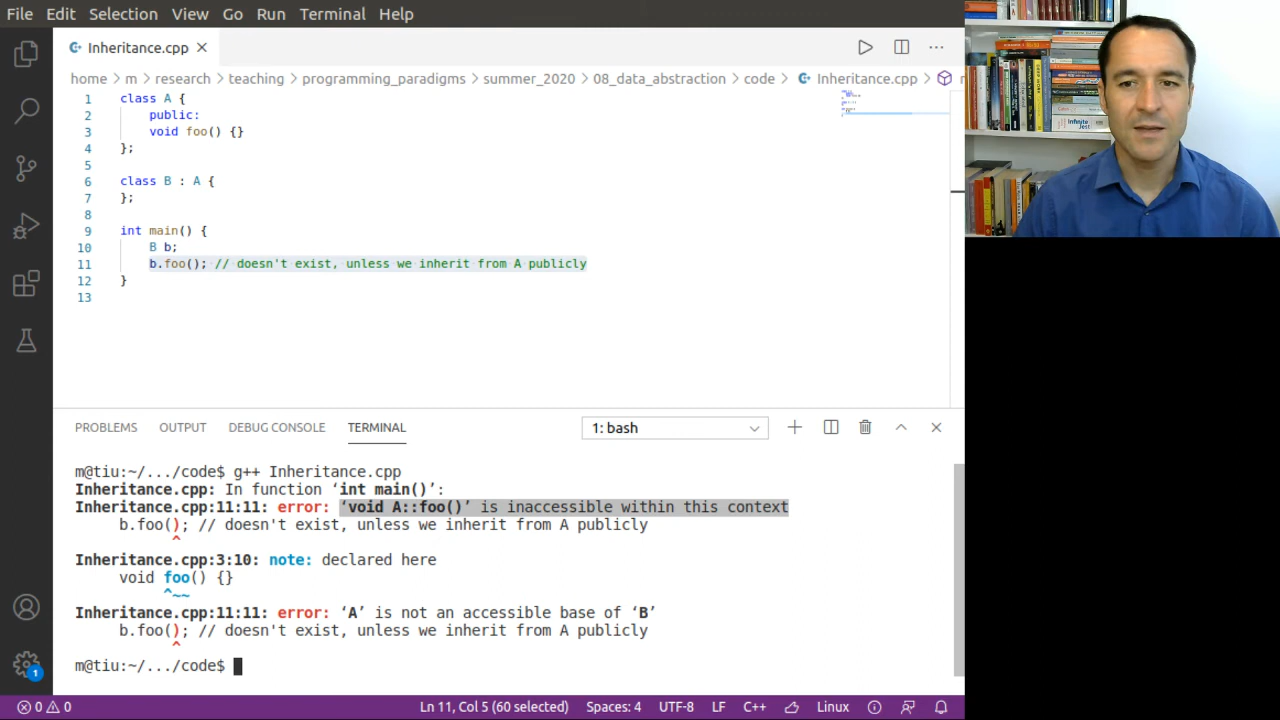 File Edit Selection View Go Run Terminal Help
Inheritance.cpp
home › m › research › teaching › programming_paradigms › summer_2020 › 08_data_abstraction › code › Inheritance.cpp ›
1 class A {
2 public:
3 void foo() {}
4 };
5
6 class B : A {
7 };
8
9 int main() {
10 B b;
11 b.foo(); // doesn't exist, unless we inherit from A publicly
12 }
13
PROBLEMS OUTPUT DEBUG CONSOLE TERMINAL 1: bash
m@tiu:~/.../code$ g++ Inheritance.cpp
Inheritance.cpp: In function ‘int main()’:
Inheritance.cpp:11:11: error: ‘void A::foo()’ is inaccessible within this context
b.foo(); // doesn't exist, unless we inherit from A publicly
^
Inheritance.cpp:3:10: note: declared here
void foo() {}
^~~
Inheritance.cpp:11:11: error: ‘A’ is not an accessible base of ‘B’
b.foo(); // doesn't exist, unless we inherit from A publicly
^
m@tiu:~/.../code$
1
0 0 Ln 11, Col 5 (60 selected) Spaces: 4 UTF-8 LF C++ Linux
Infinite Jest